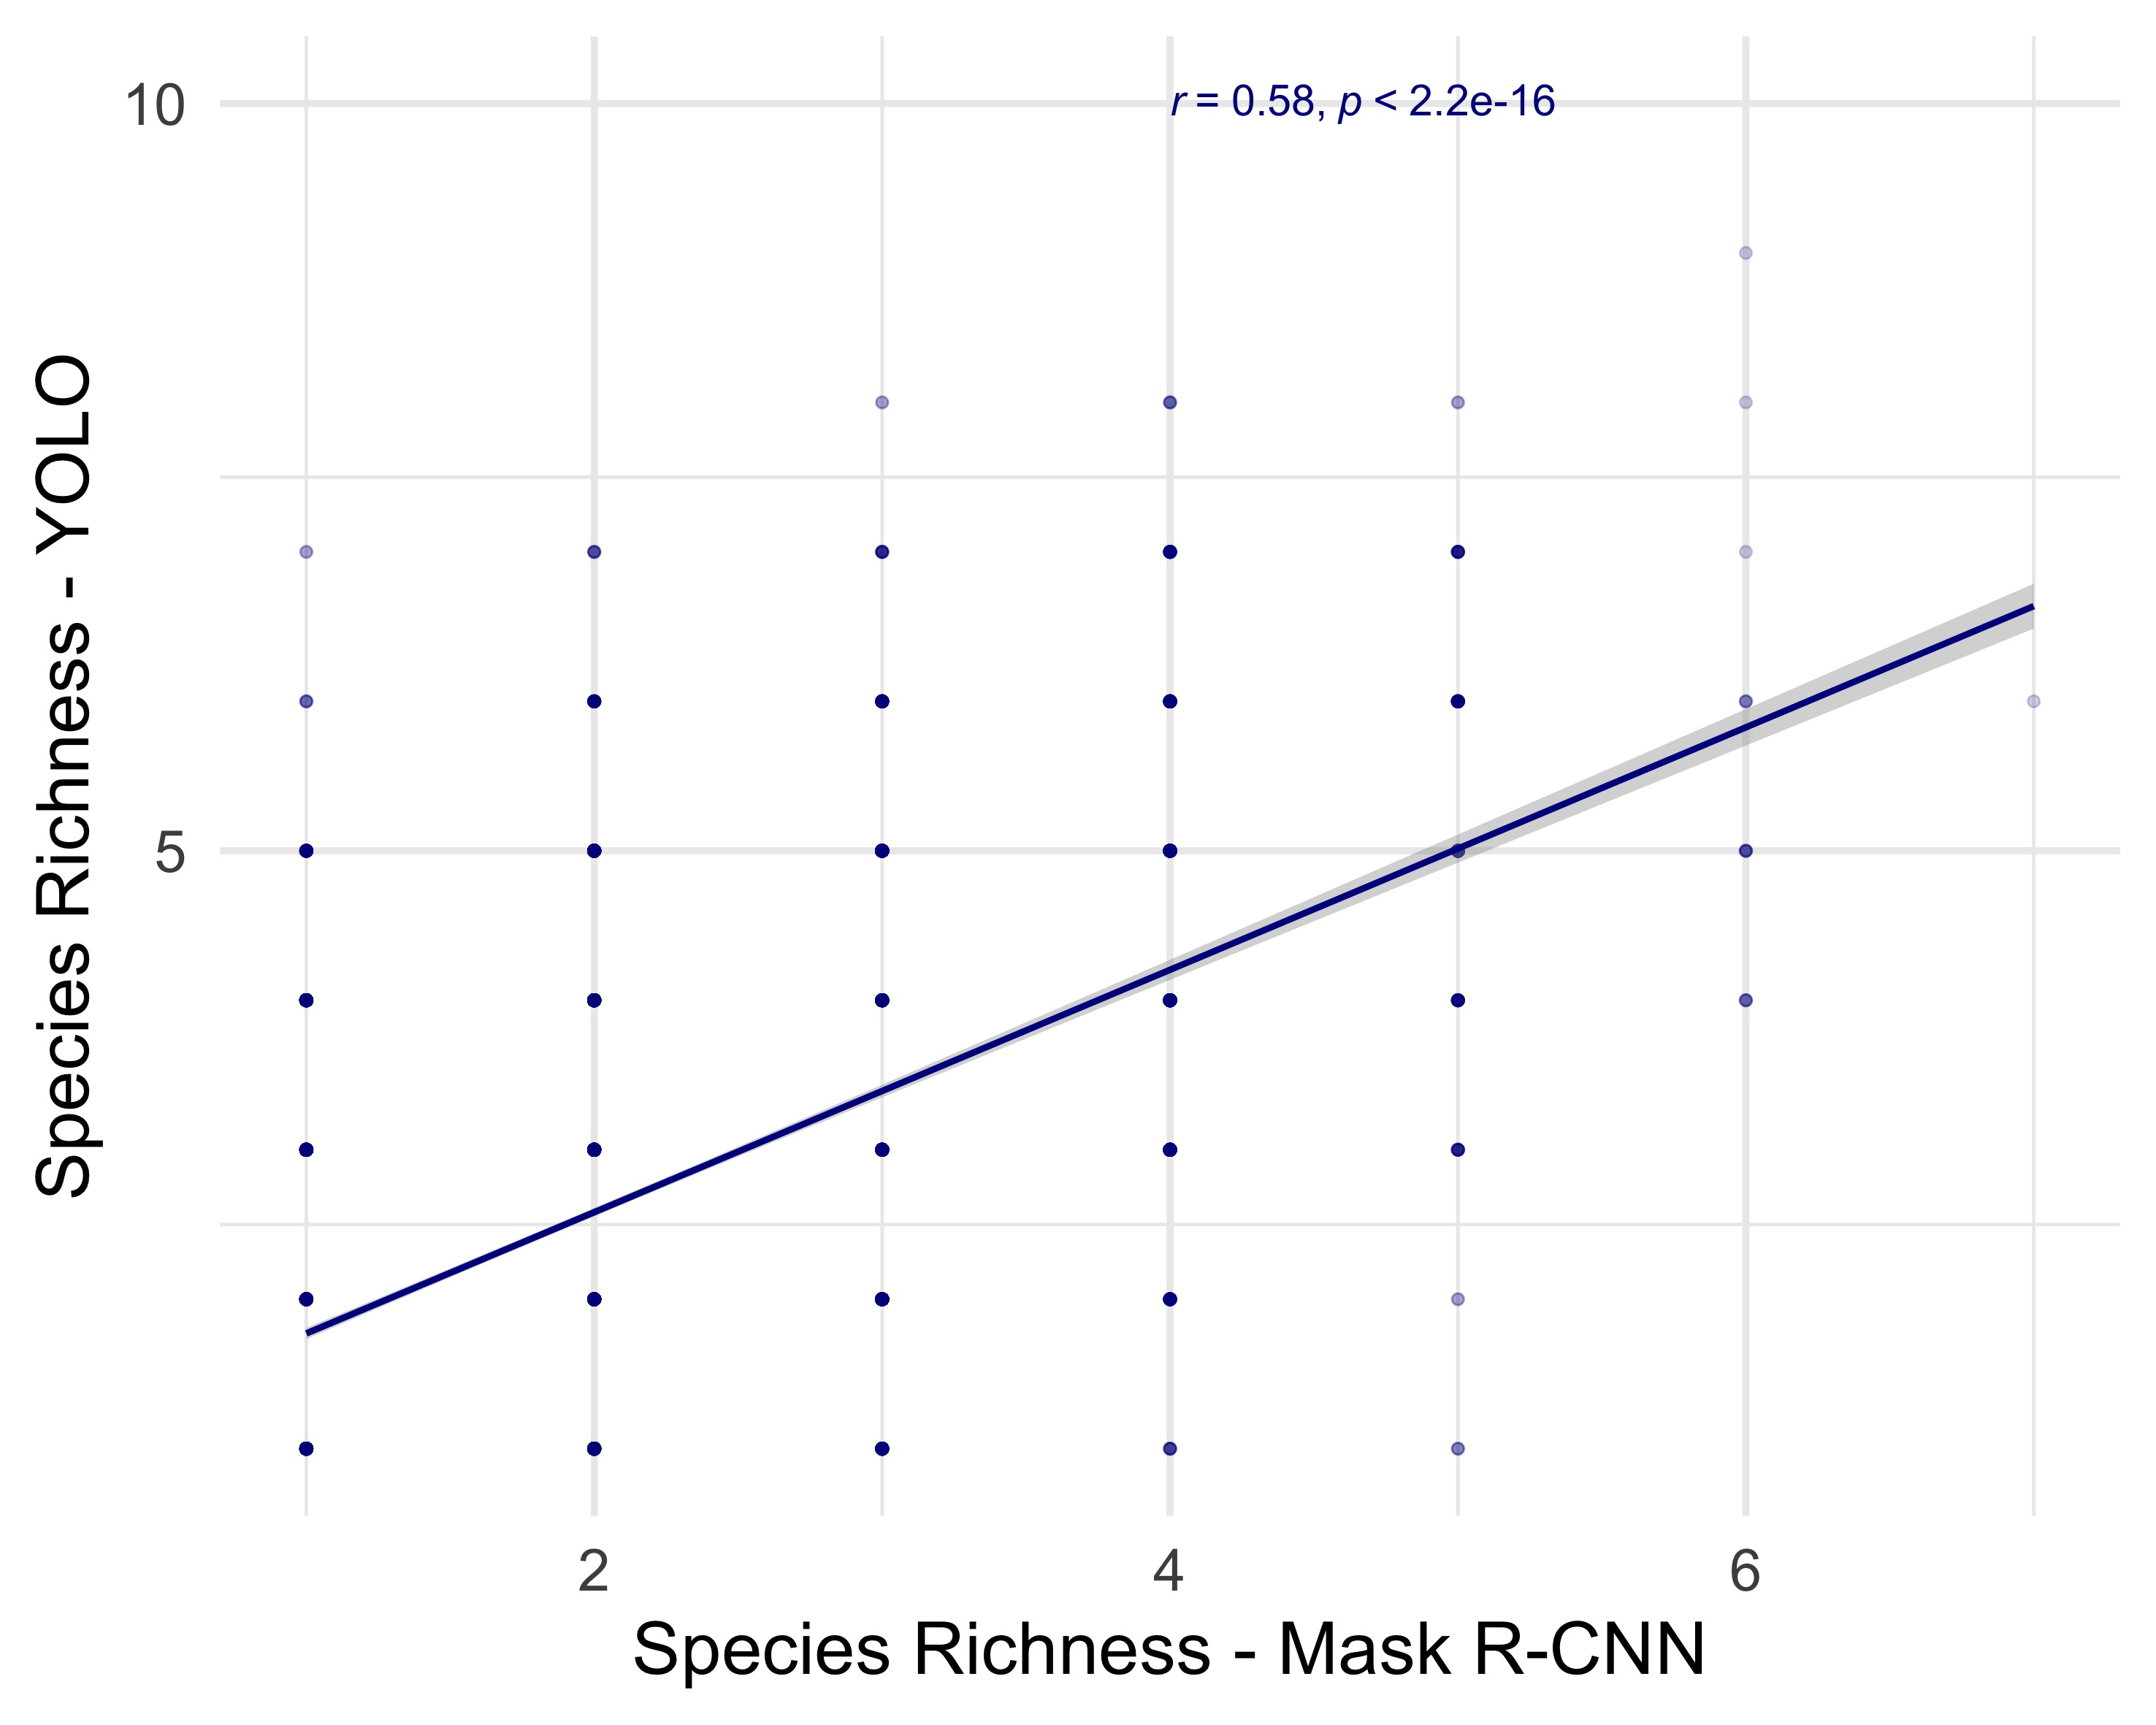 r = 0.58, p < 2.2e-16
10
5
Species Richness - YOLO
2 4 6
Species Richness - Mask R-CNN